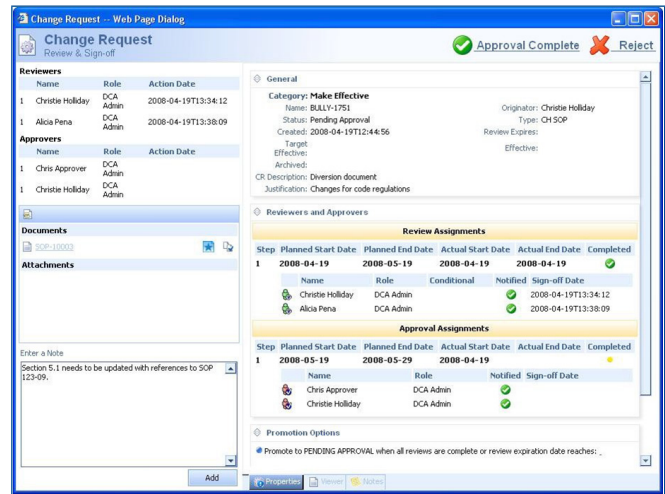 Change Request -- Web Page Dialog
Change Request
Review & Sign-off
Approval Complete Reject
Reviewers
Name Role Action Date
1 Christie Holliday DCA Admin 2008-04-19T13:34:12
1 Alicia Pena DCA Admin 2008-04-19T13:38:09
Approvers
Name Role Action Date
1 Chris Approver DCA Admin
1 Christie Holliday DCA Admin
Documents
SOP-10003
Attachments
Enter a Note
Section 5.1 needs to be updated with references to SOP
123-09.
Add
General
Category: Make Effective
Name: BULLY-1751 Originator: Christie Holliday
Status: Pending Approval Type: CH SOP
Created: 2008-04-19T12:44:56 Review Expires:
Target Effective: Effective:
Archived:
CR Description: Diversion document
Justification: Changes for code regulations
Reviewers and Approvers
Review Assignments
Step Planned Start Date Planned End Date Actual Start Date Actual End Date Completed
1 2008-04-19 2008-05-19 2008-04-19 2008-04-19
Name Role Conditional Notified Sign-off Date
Christie Holliday DCA Admin 2008-04-19T13:34:12
Alicia Pena DCA Admin 2008-04-19T13:38:09
Approval Assignments
Step Planned Start Date Planned End Date Actual Start Date Actual End Date Completed
1 2008-05-19 2008-05-29 2008-04-19
Name Role Notified Sign-off Date
Chris Approver DCA Admin
Christie Holliday DCA Admin
Promotion Options
Promote to PENDING APPROVAL when all reviews are complete or review expiration date reaches: .
Properties Viewer Notes